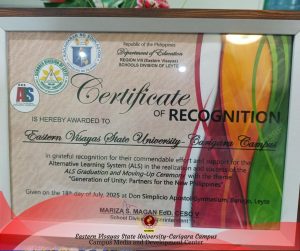 Republic of the Philippines
Department of Education
REGION VIII (Eastern Visayas)
SCHOOLS DIVISION OF LEYTE
Certificate
OF RECOGNITION
IS HEREBY AWARDED TO
Eastern Visayas State University-Carigara Campus
in grateful recognition for their commendable effort and support for the
Alternative Learning System (ALS) in the realization and success of the
ALS Graduation and Moving-Up Ceremony with the theme
"Generation of Unity: Partners for the New Philippines"
Given on the 18th day of July, 2025 at Don Simplicio Apostol Gymnasium, Leyte
MARIZA S. MAGAN EdD, CESO V
Schools Division
Eastern Visayas State University-Carigara Campus
Campus Media and Development Center